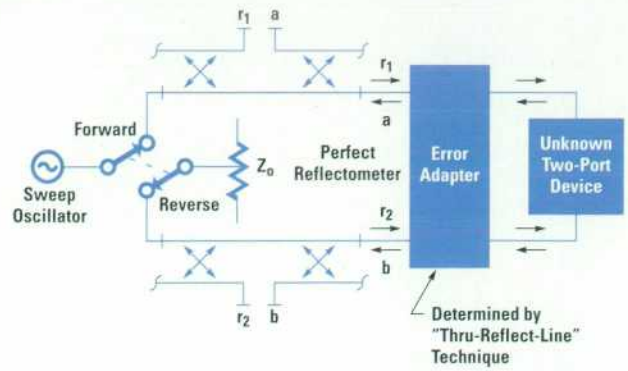 r1 a
r1
a
Forward
Sweep
Oscillator
Zo
Reverse
Perfect
Reflectometer
Error
Adapter
Unknown
Two-Port
Device
r2
b
r2 b
Determined by
"Thru-Reflect-Line"
Technique